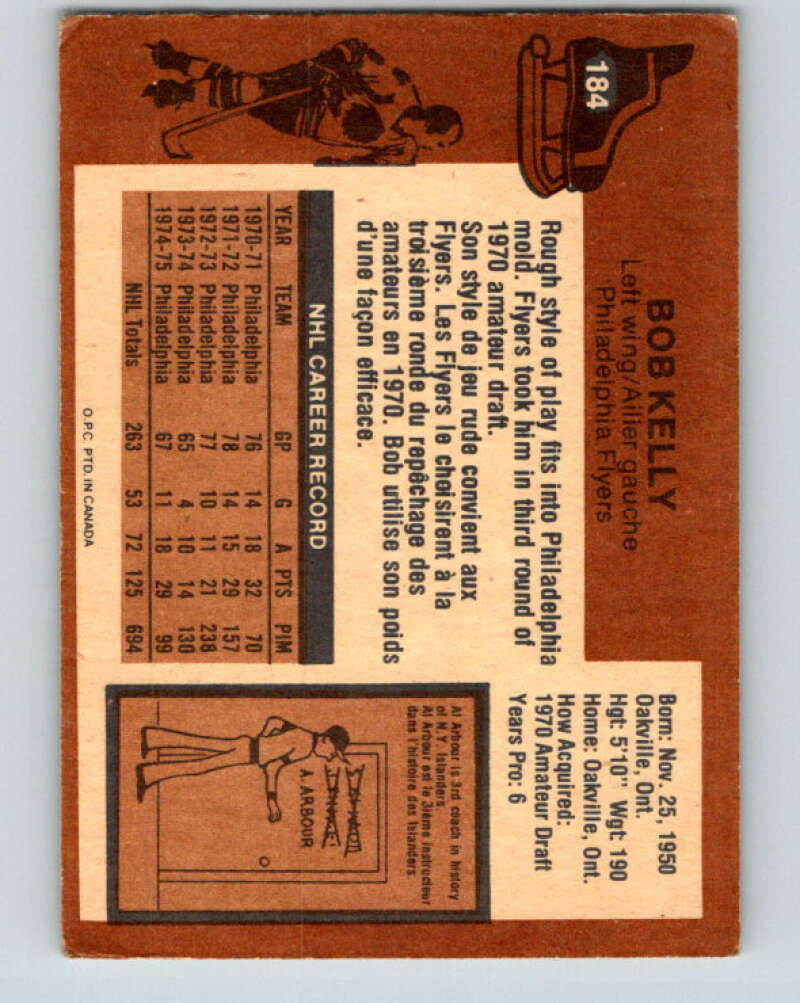 184
BOB KELLY
Left wing/Ailier gauche
Philadelphia Flyers
Born: Nov. 25, 1950
Oakville, Ont.
Hgt: 5'10" Wgt: 190
Home: Oakville, Ont.
How Acquired:
1970 Amateur Draft
Years Pro: 6
Rough style of play fits into Philadelphia
mold. Flyers took him in third round of
1970 amateur draft.
Son style de jeu rude convient aux
Flyers. Les Flyers le choisirent à la
troisième ronde du repêchage des
amateurs en 1970. Bob utilise son poids
d'une façon efficace.
NHL CAREER RECORD
YEAR TEAM GP G A PTS PIM
1970-71 Philadelphia 76 14 18 32 70
1971-72 Philadelphia 78 14 15 29 157
1972-73 Philadelphia 77 10 11 21 238
1973-74 Philadelphia 65 4 10 14 130
1974-75 Philadelphia 67 11 18 29 99
NHL Totals 263 53 72 125 694
Al Arbour is 3rd coach in history
of N.Y. Islanders.
Al Arbour est le 3ième instructeur
dans l'histoire des Islanders.
A. ARBOUR
O.P.C. PTD. IN CANADA